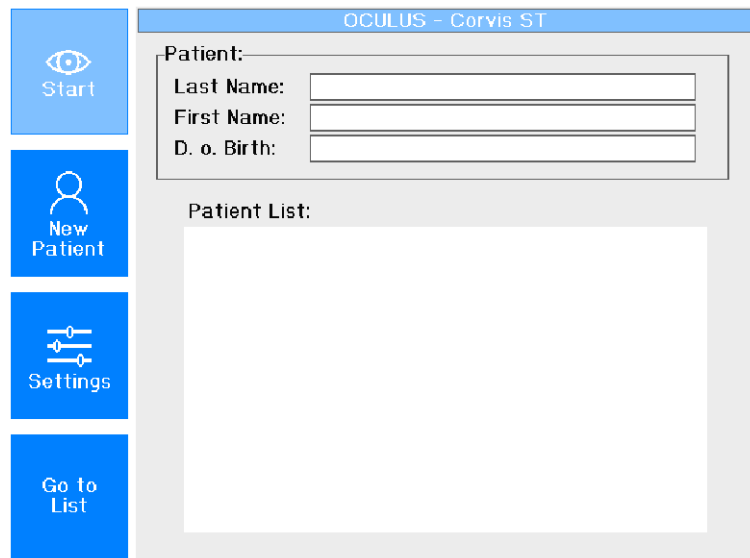 OCULUS - Corvis ST
Start
Patient:
Last Name:
First Name:
D. o. Birth:
New
Patient
Patient List:
Settings
Go to
List